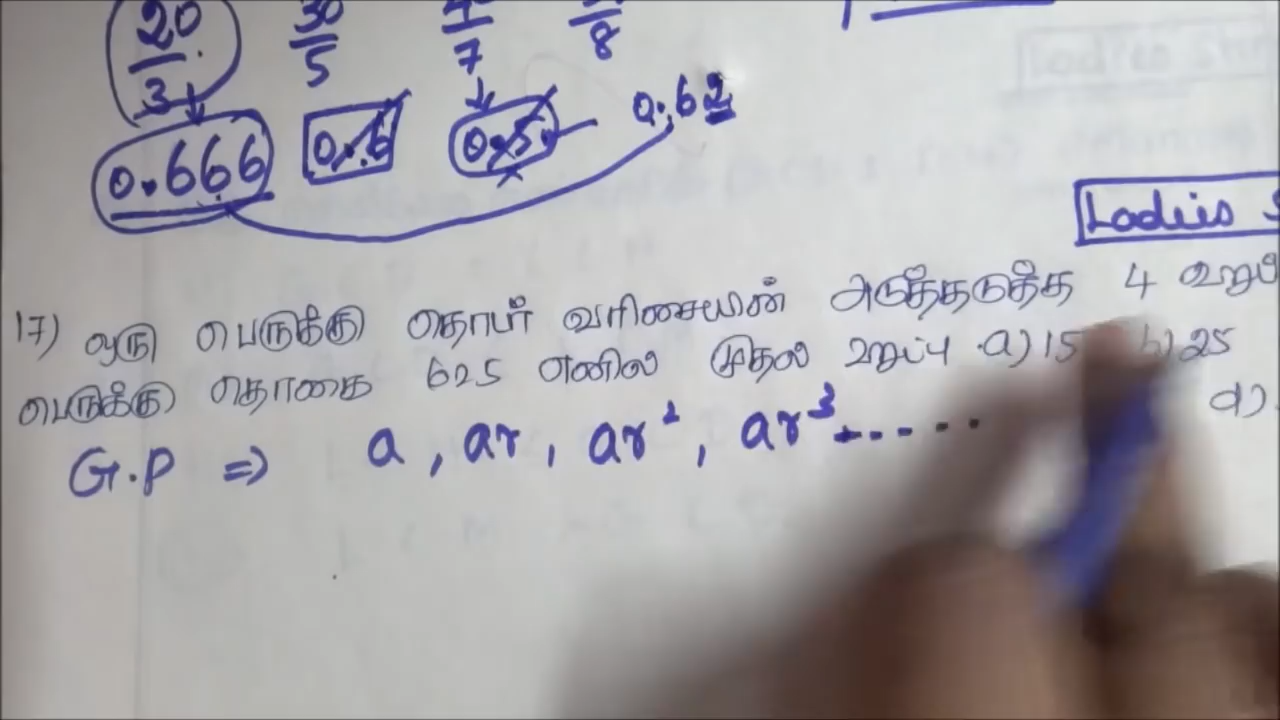 20/3 30/5 /7 /8
0.666 0.6 0.5 0.62
Ladies
17) ஒரு பெருக்கு தொடர் வரிசையின் அடுத்தடுத்த 4 உறுப்
பெருக்கு தொகை 625 எனில் முதல் உறுப்பு a) 15 b) 25
d)
G.P ⇒ a, ar, ar², ar³.....